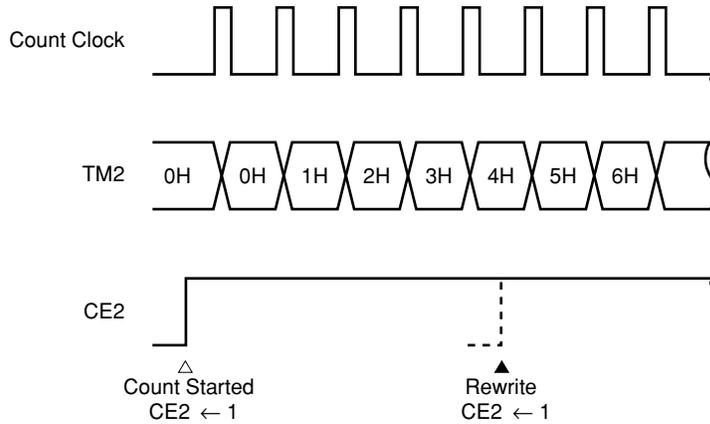 Count Clock
TM2
0H 0H 1H 2H 3H 4H 5H 6H
CE2
Count Started
CE2 ← 1
Rewrite
CE2 ← 1